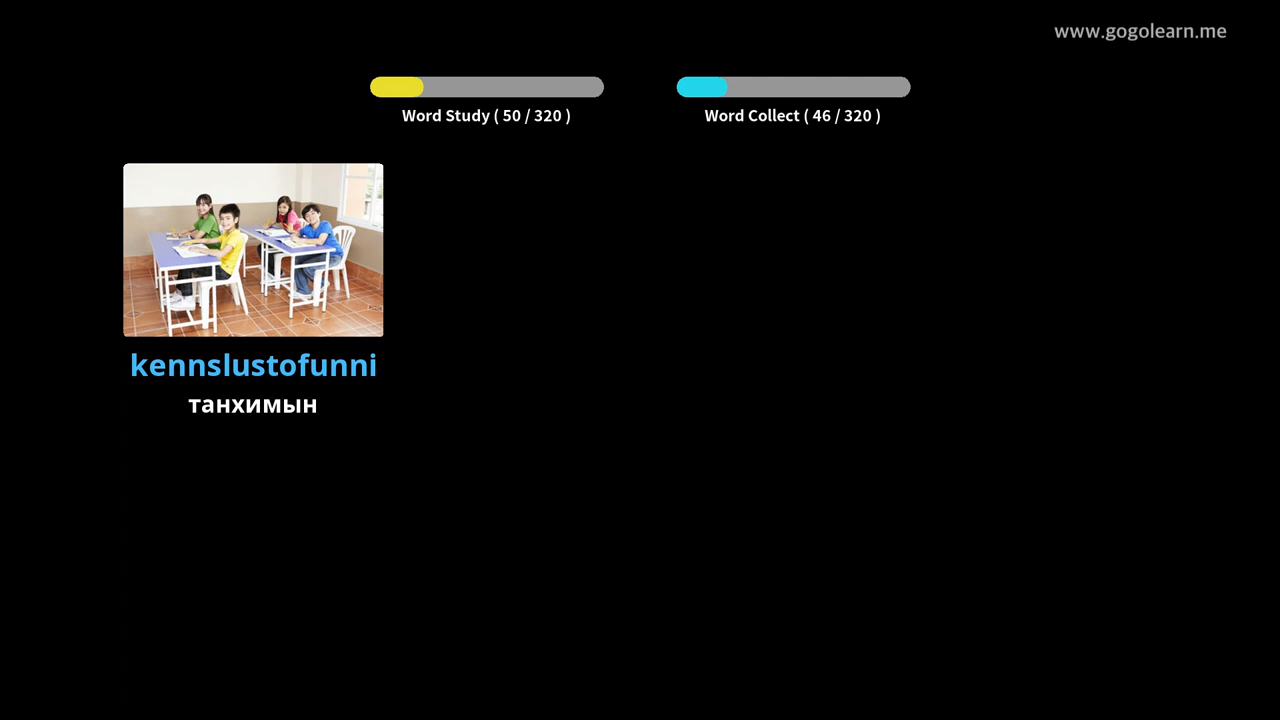 www.gogolearn.me
Word Study ( 50 / 320 )
Word Collect ( 46 / 320 )
kennslustofunni
танхимын